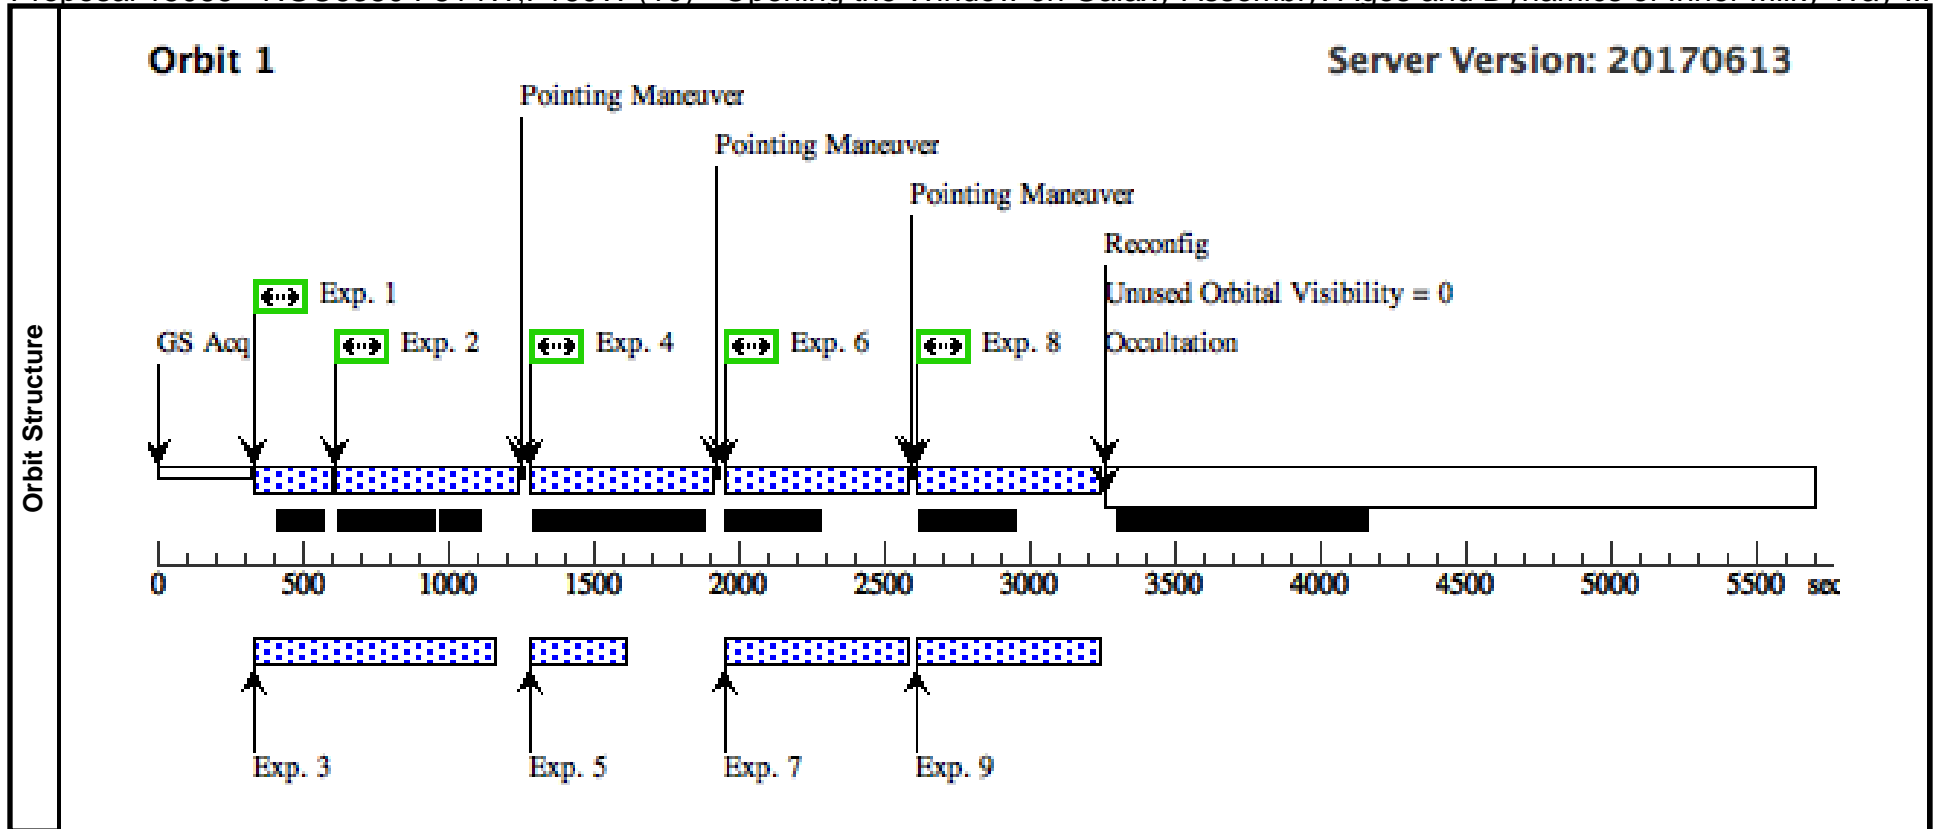 Orbit Structure
Orbit 1
Server Version: 20170613
Pointing Maneuver
Pointing Maneuver
Pointing Maneuver
Reconfig
Exp. 1
Unused Orbital Visibility = 0
GS Acq
Exp. 2
Exp. 4
Exp. 6
Exp. 8
Occultation
0 500 1000 1500 2000 2500 3000 3500 4000 4500 5000 5500 sec
Exp. 3
Exp. 5
Exp. 7
Exp. 9